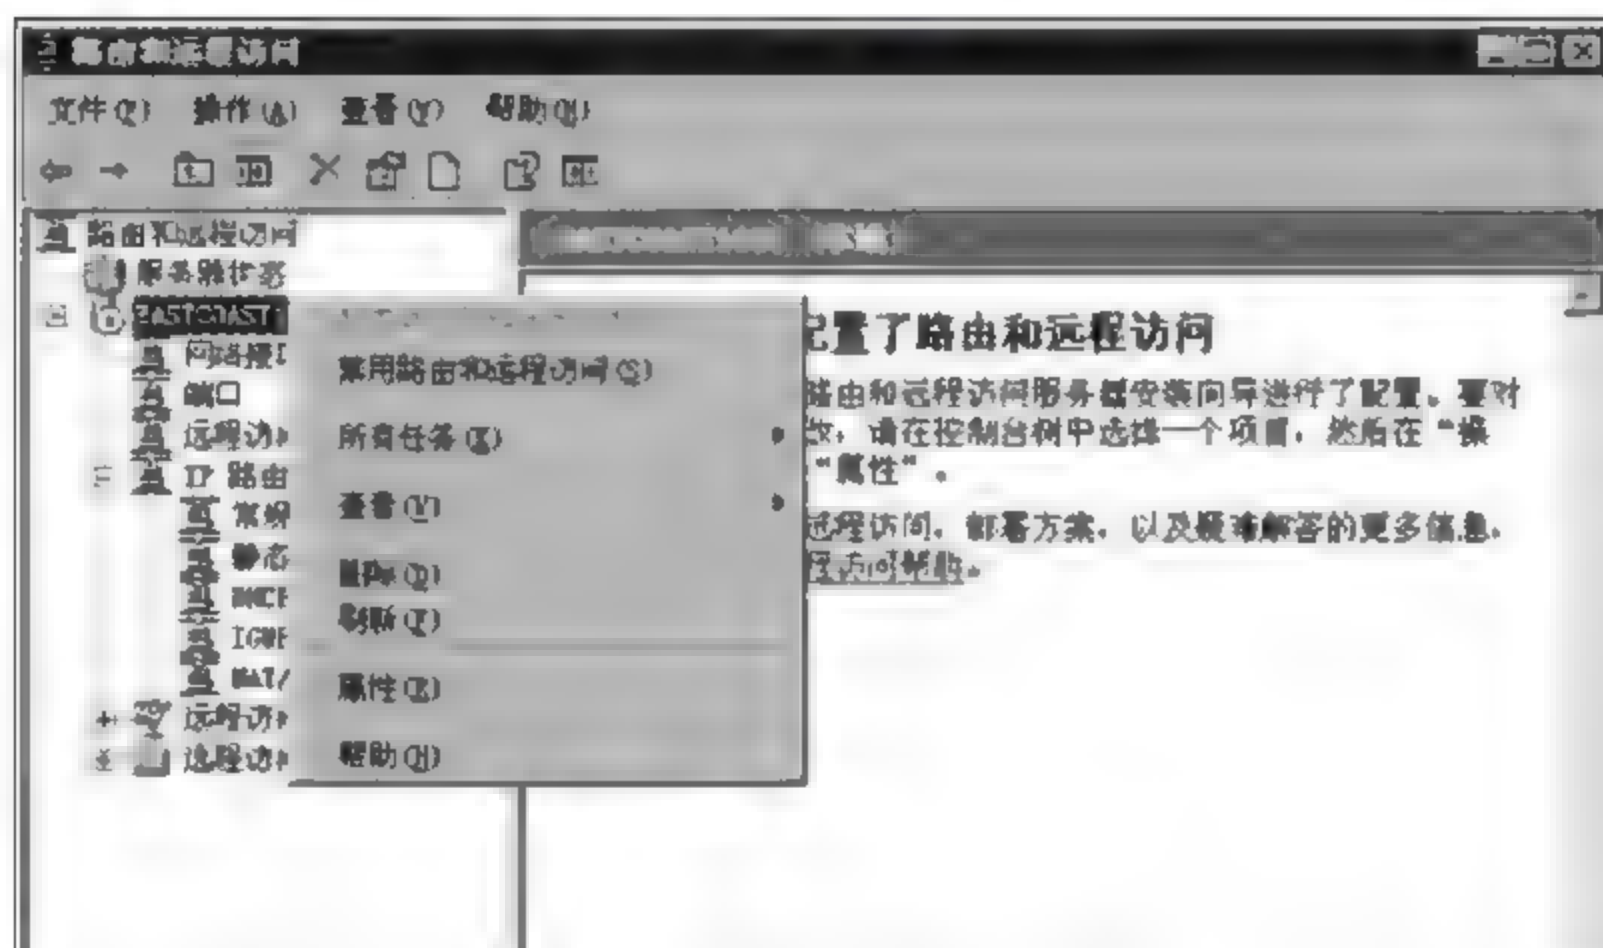 路由和远程访问
文件(F) 操作(A) 查看(V) 帮助(H)
路由和远程访问
服务器状态
EASTCOAST
网络接口
端口
远程访
IP 路由
常规
静态
DHCP
IGMP
NAT/
远程访
远程访
禁用路由和远程访问(S)
所有任务(K)
查看(V)
删除(D)
刷新(F)
属性(R)
帮助(H)
配置了路由和远程访问
路由和远程访问服务器安装向导进行了配置。要对
改，请在控制台树中选择一个项目，然后在“操
“属性”。
远程访问，部署方案，以及疑难解答的更多信息，
程访问帮助。